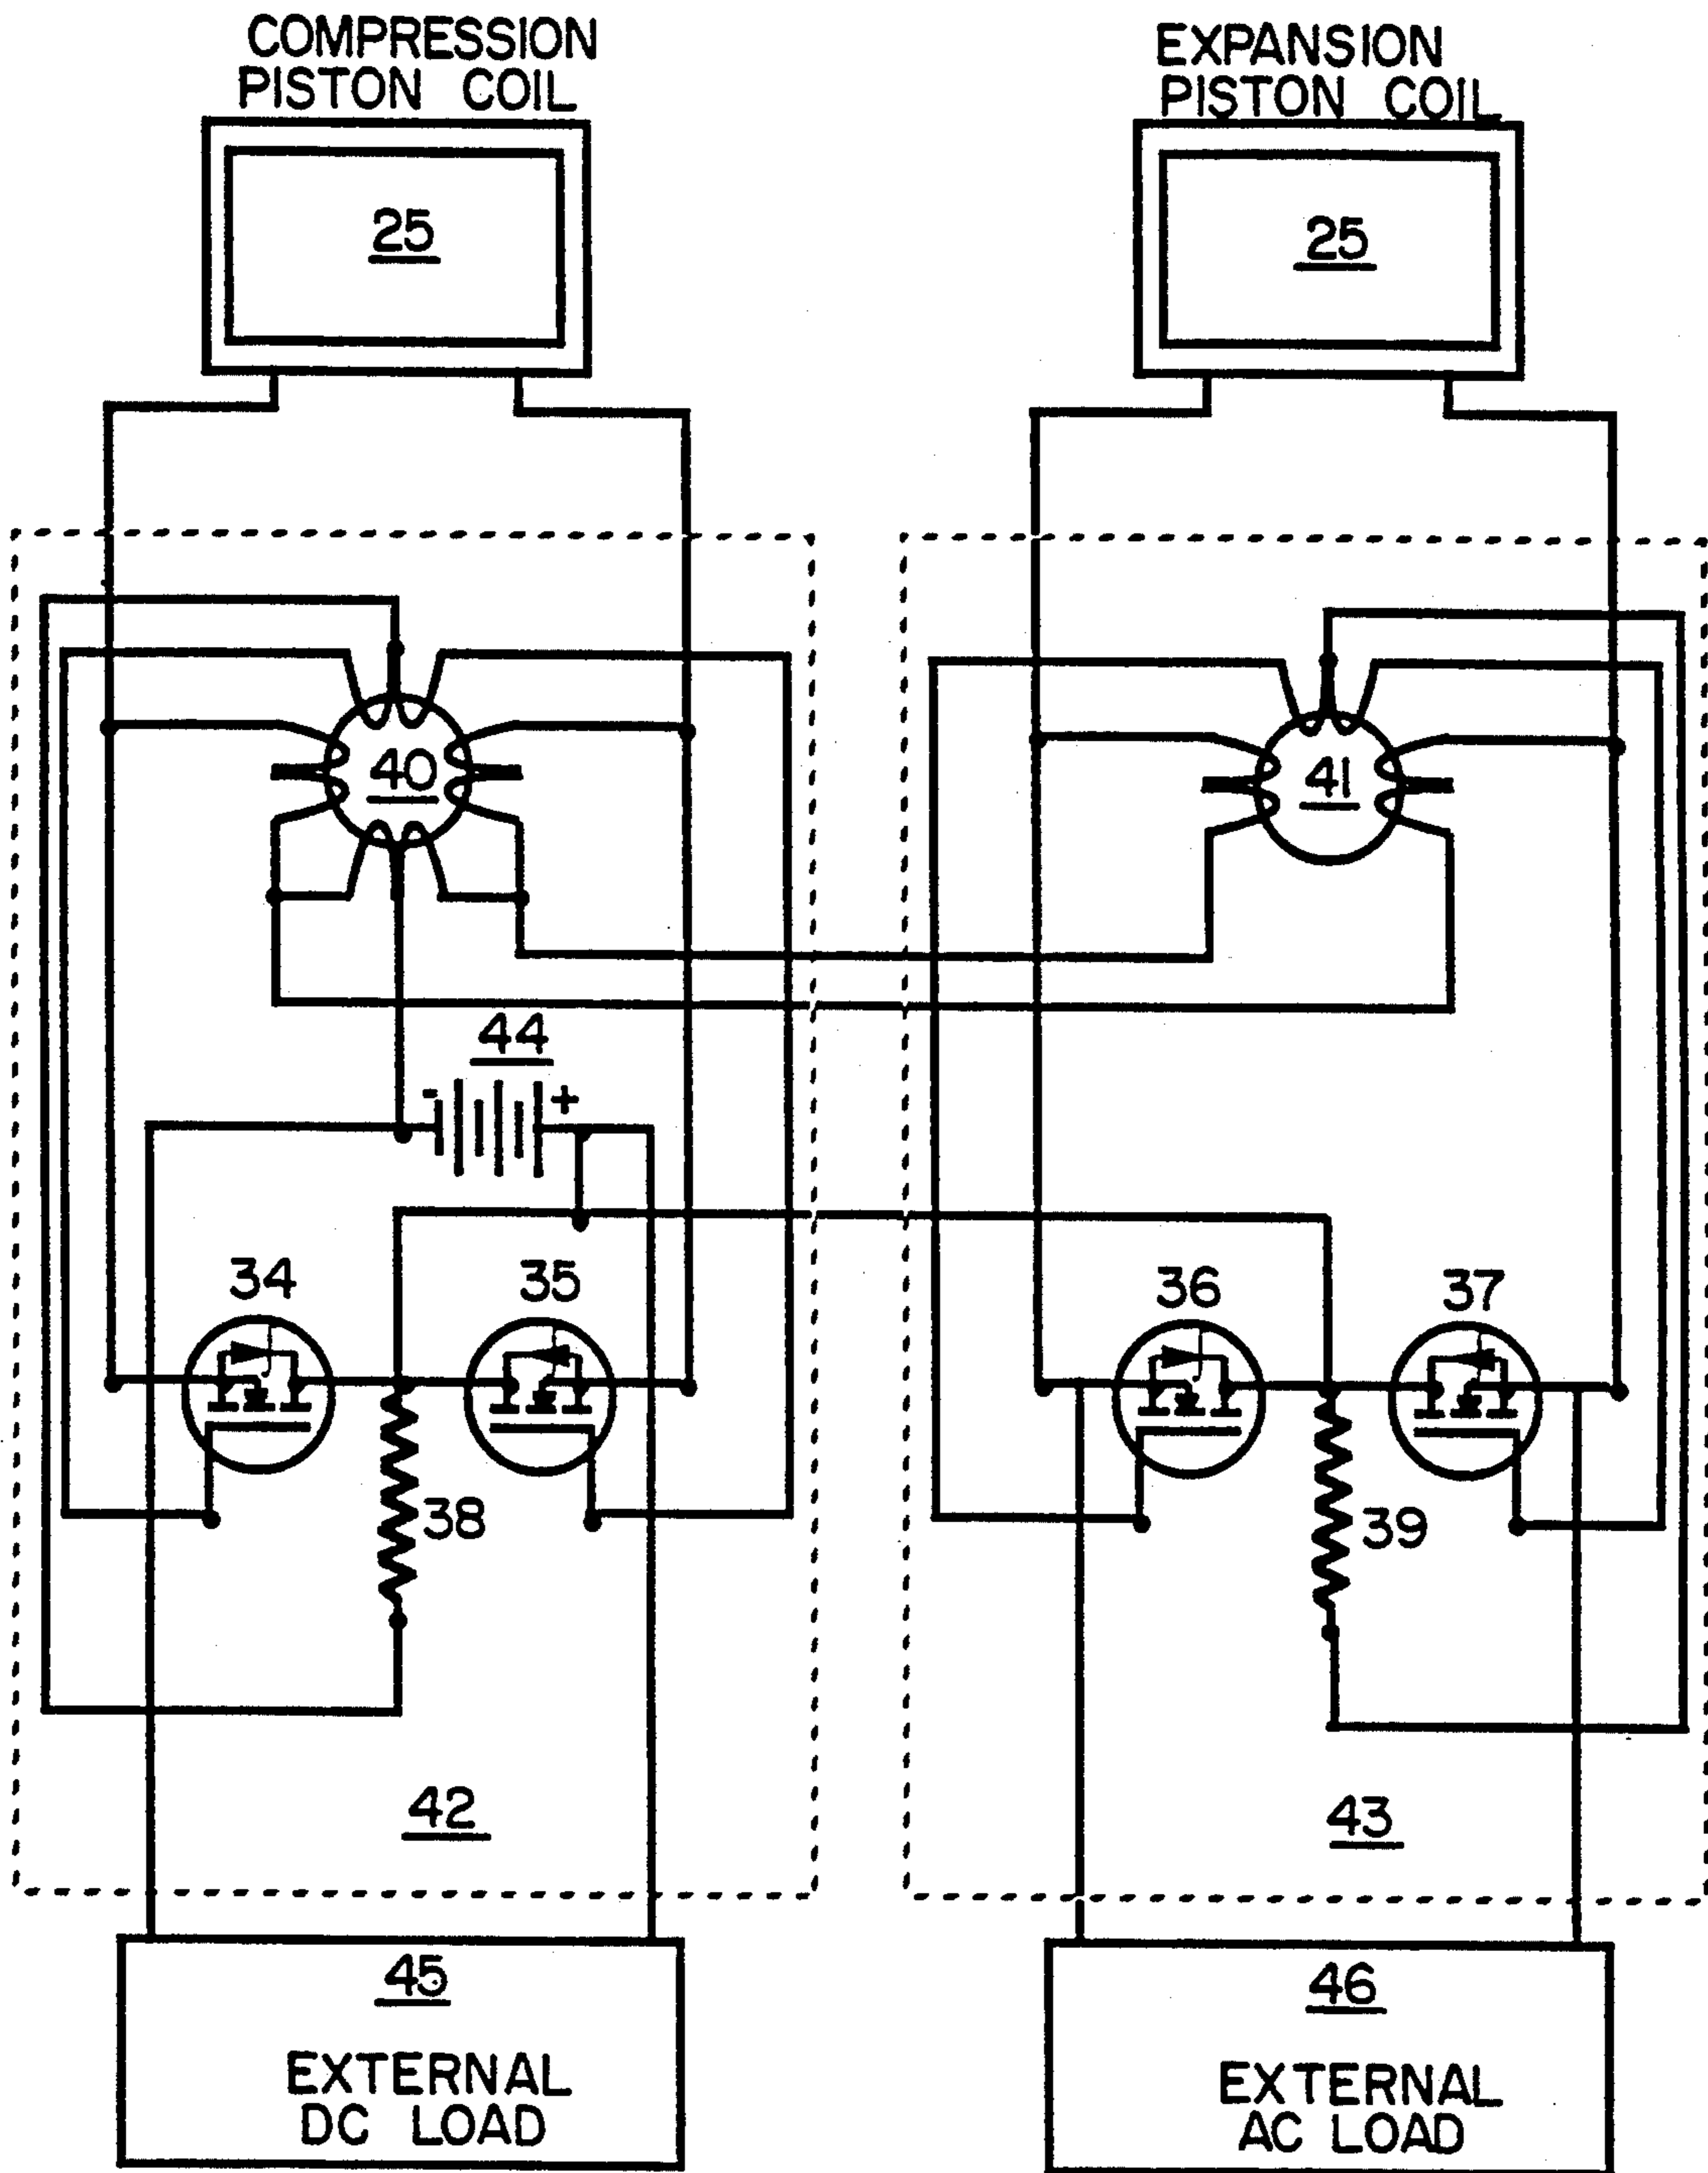 COMPRESSION
PISTON COIL
EXPANSION
PISTON COIL
25
25
40
41
44
- +
34
35
36
37
38
39
42
43
45
EXTERNAL
DC LOAD
46
EXTERNAL
AC LOAD